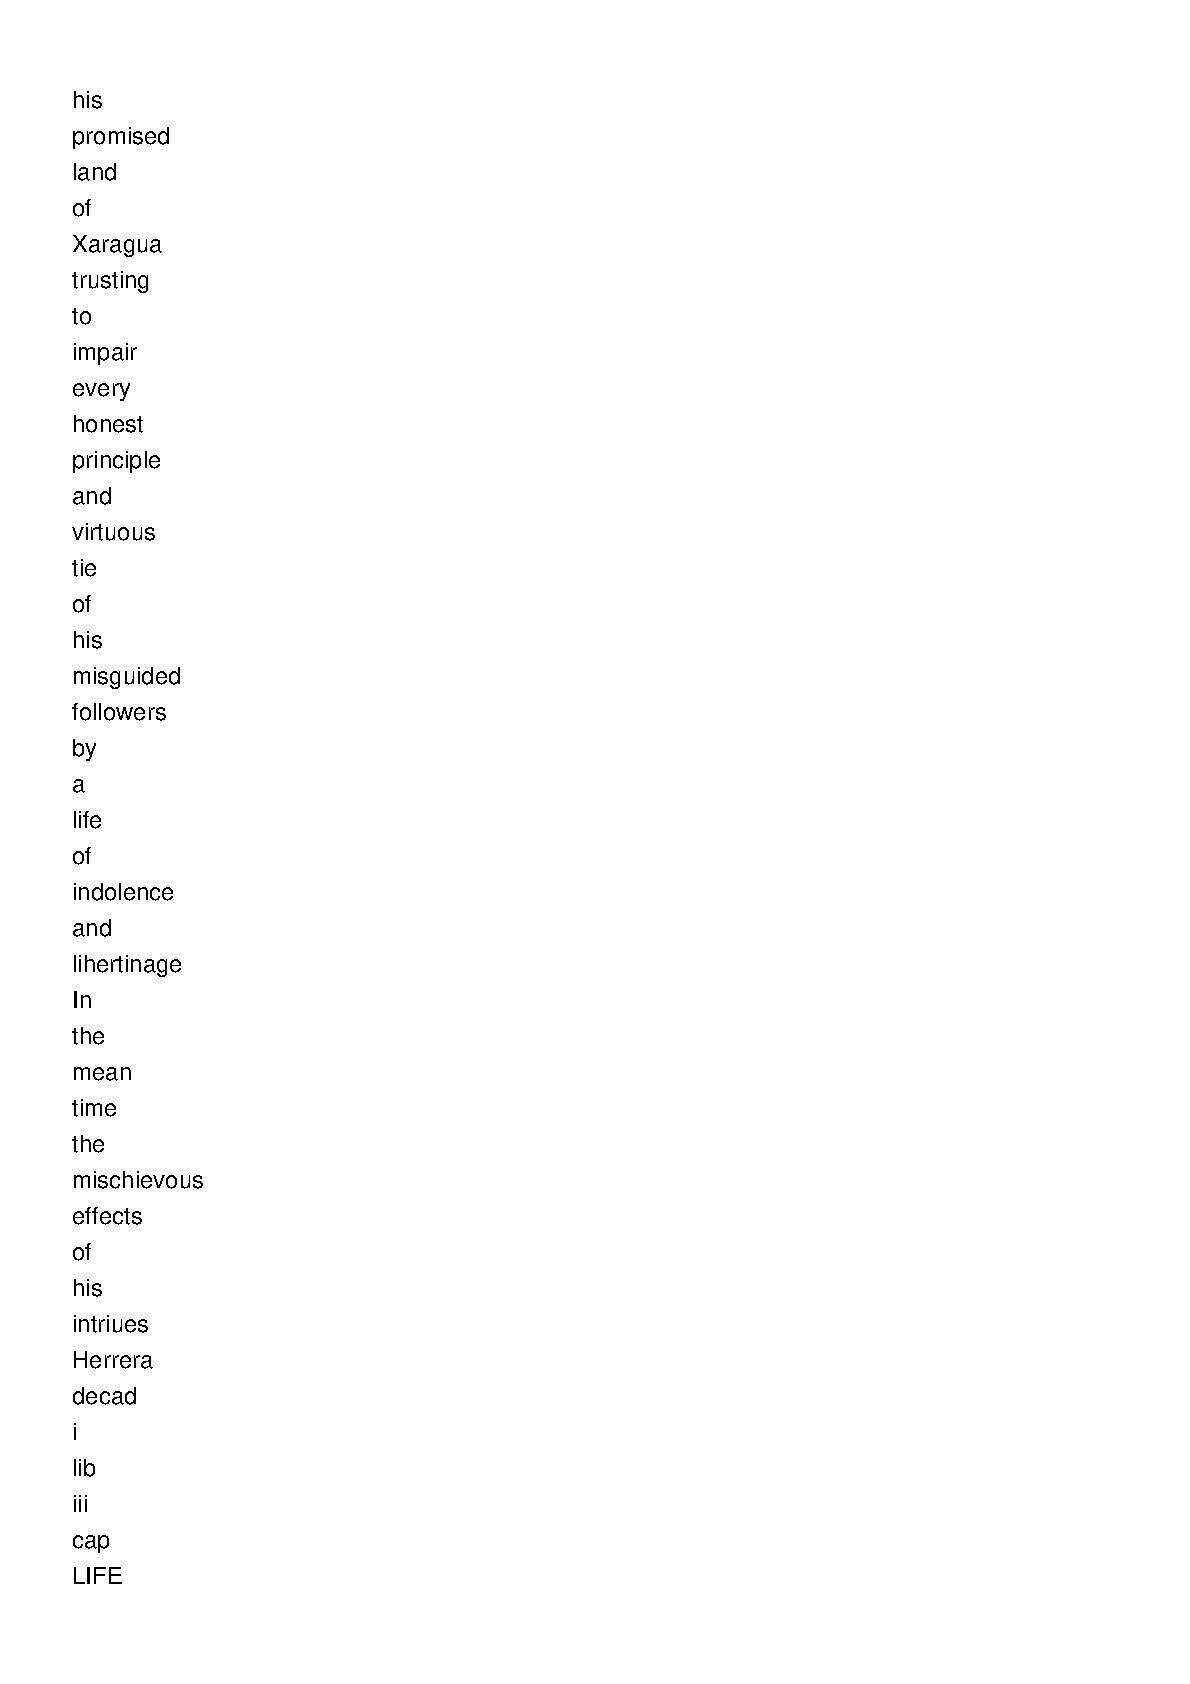 his
promised
land
of
Xaragua
trusting
to
impair
every
honest
principle
and
virtuous
tie
of
his
misguided
followers
by
a
life
of
indolence
and
lihertinage
In
the
mean
time
the
mischievous
effects
of
his
intriues
Herrera
decad
i
lib
iii
cap
LIFE